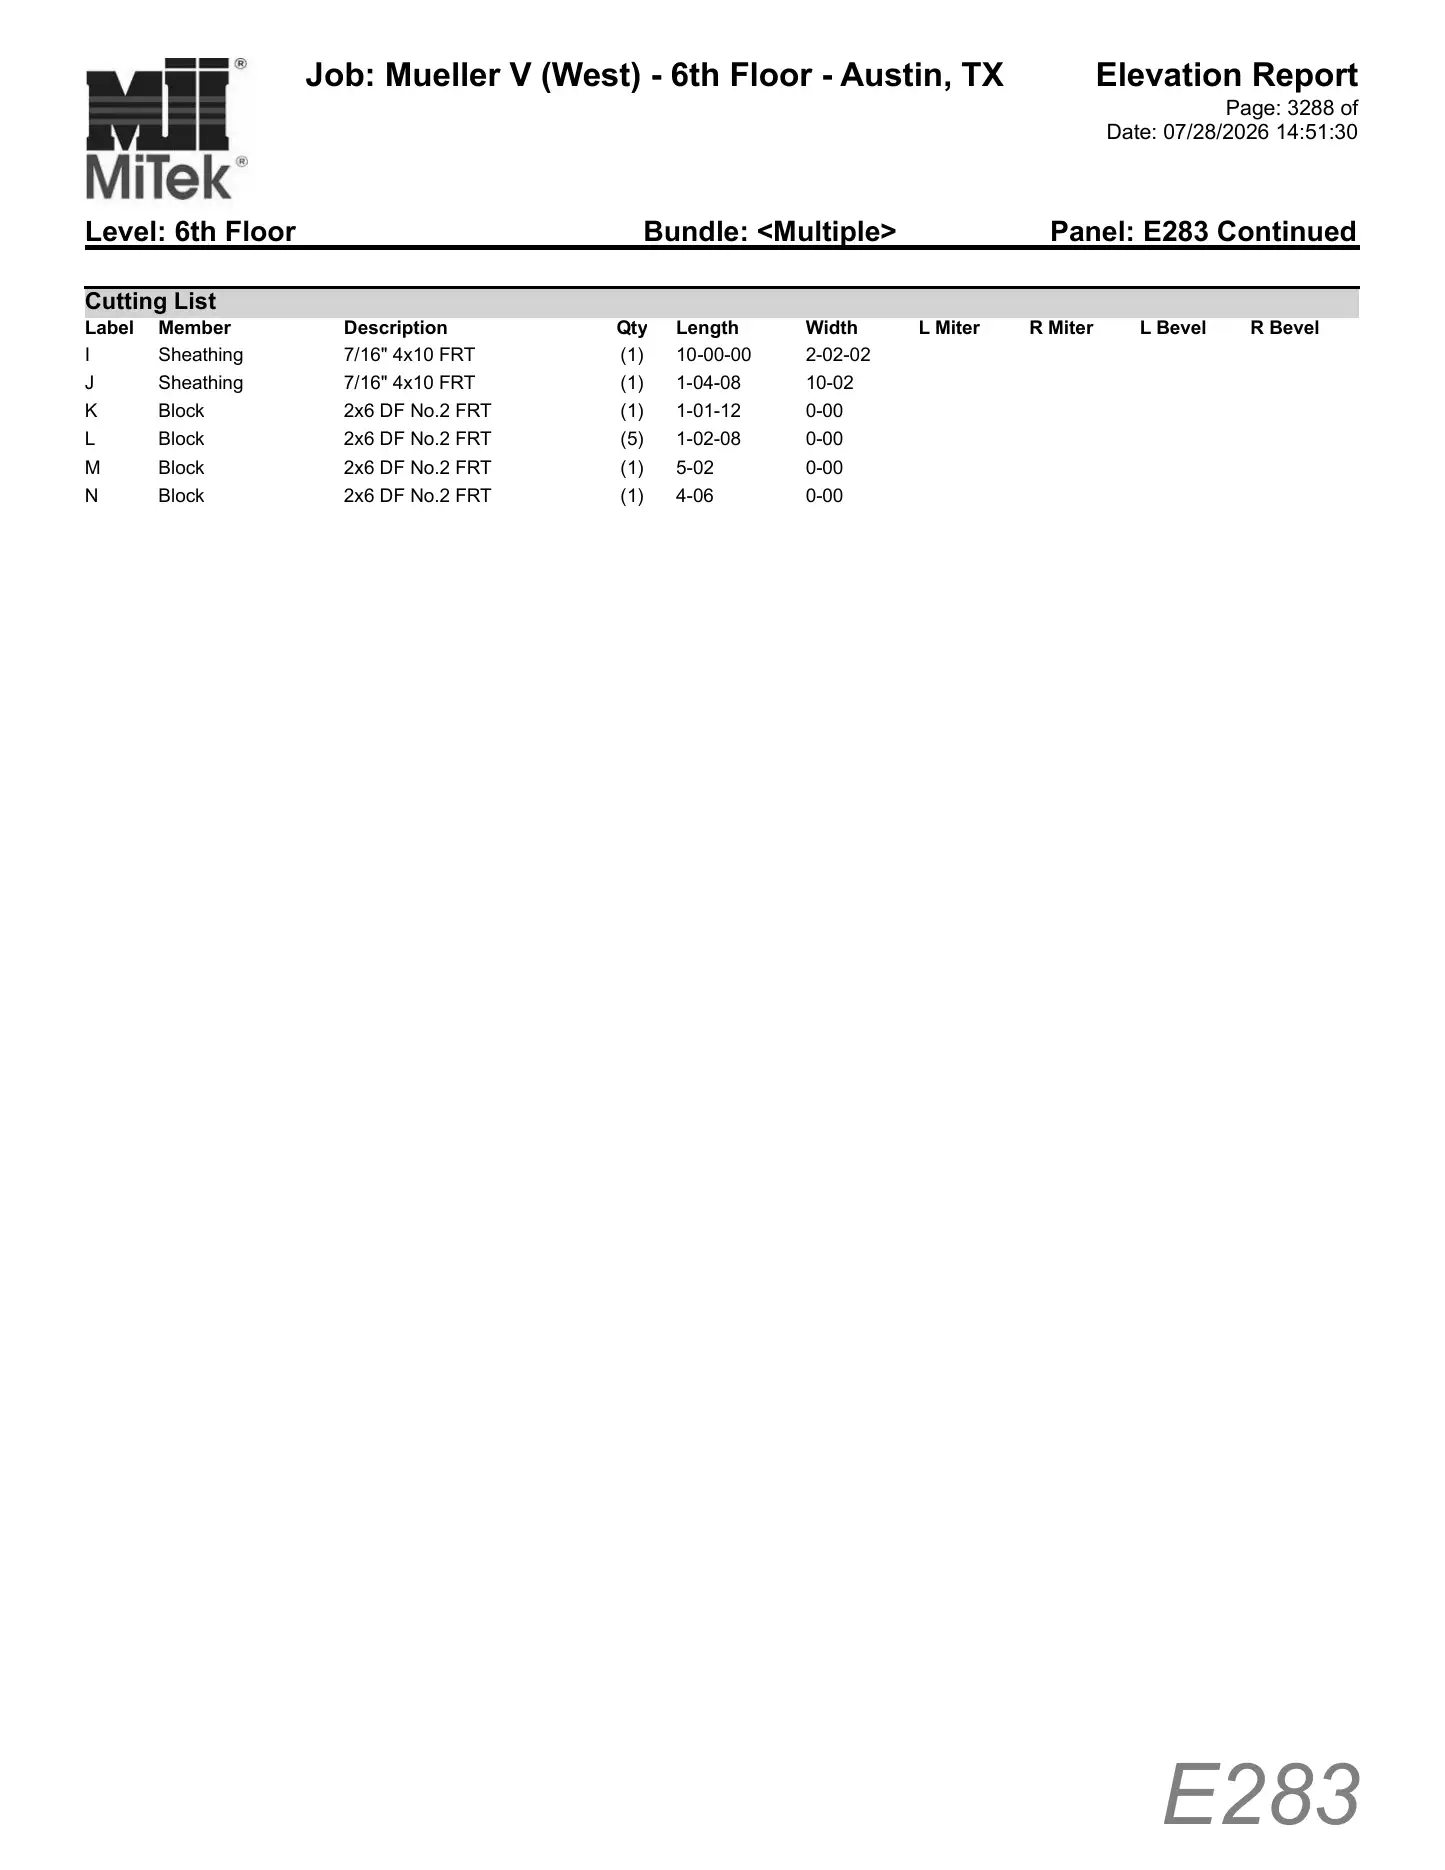 Job: Mueller V (West) - 6th Floor - Austin, TX
Elevation Report
Page: 3288 of
Date: 07/28/2026 14:51:30
®
MiTek®
Level: 6th Floor Bundle: <Multiple> Panel: E283 Continued
Cutting List
Label Member Description Qty Length Width L Miter R Miter L Bevel R Bevel
I Sheathing 7/16" 4x10 FRT (1) 10-00-00 2-02-02
J Sheathing 7/16" 4x10 FRT (1) 1-04-08 10-02
K Block 2x6 DF No.2 FRT (1) 1-01-12 0-00
L Block 2x6 DF No.2 FRT (5) 1-02-08 0-00
M Block 2x6 DF No.2 FRT (1) 5-02 0-00
N Block 2x6 DF No.2 FRT (1) 4-06 0-00
E283